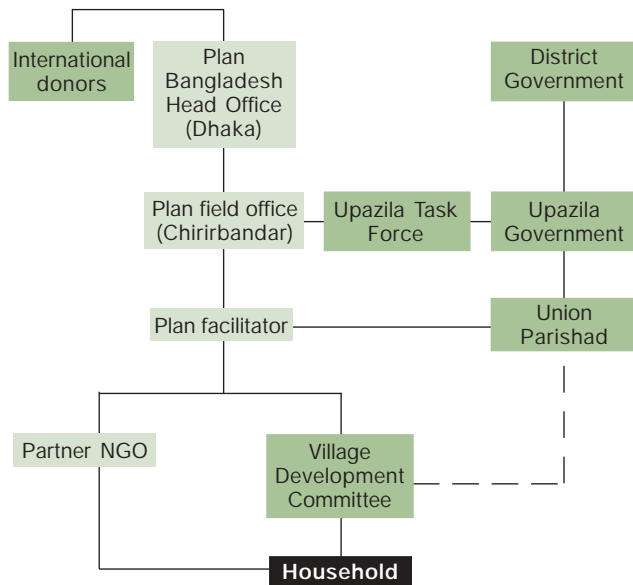 International
donors
Plan
Bangladesh
Head Office
(Dhaka)
District
Government
Plan field office
(Chirirbandar)
Upazila Task
Force
Upazila
Government
Plan facilitator
Union
Parishad
Partner NGO
Village
Development
Committee
Household